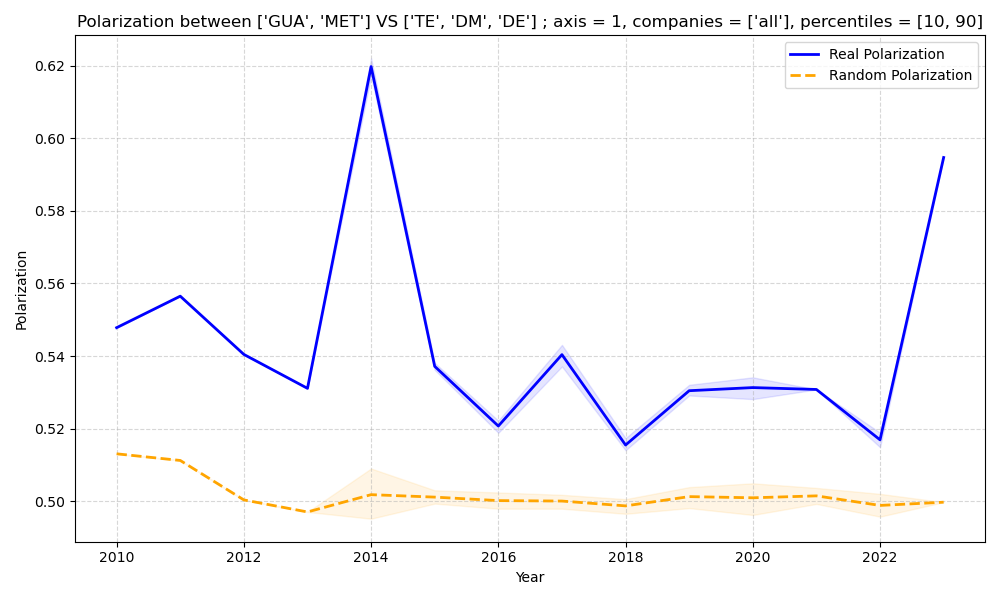 Polarization between ['GUA', 'MET'] VS ['TE', 'DM', 'DE'] ; axis = 1, companies = ['all'], percentiles = [10, 90]
Real Polarization
Random Polarization
Polarization
0.62
0.60
0.58
0.56
0.54
0.52
0.50
2010
2012
2014
2016
2018
2020
2022
Year